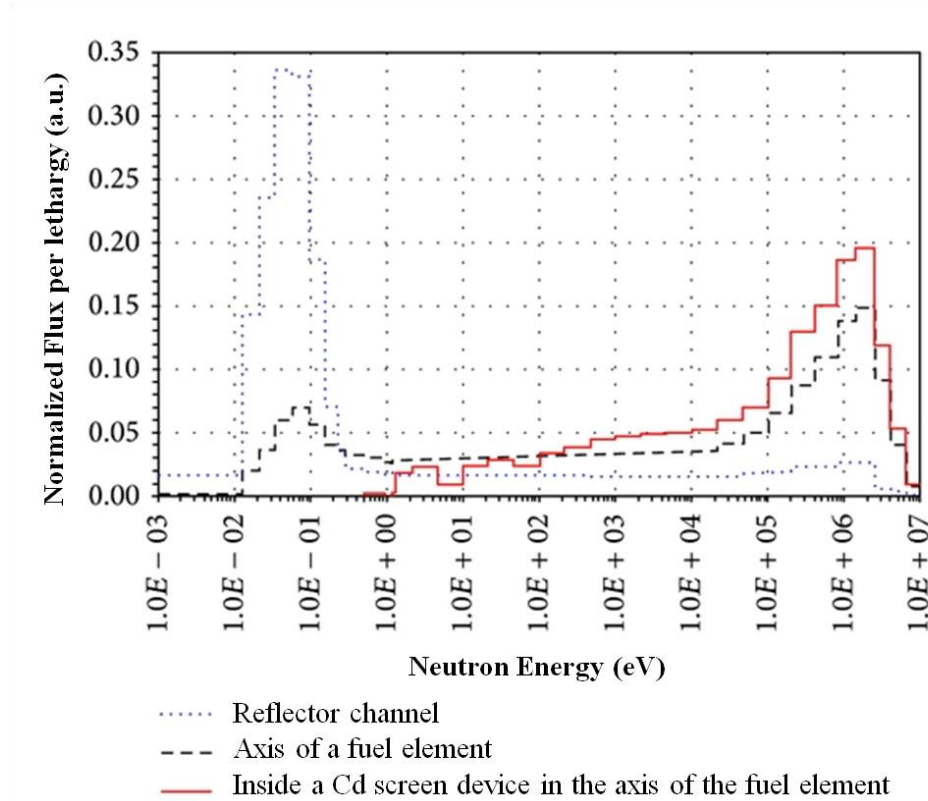 Normalized Flux per lethargy (a.u.)
0.35
0.30
0.25
0.20
0.15
0.10
0.05
0.00
1.0E − 03
1.0E − 02
1.0E − 01
1.0E + 00
1.0E + 01
1.0E + 02
1.0E + 03
1.0E + 04
1.0E + 05
1.0E + 06
1.0E + 07
Neutron Energy (eV)
Reflector channel
Axis of a fuel element
Inside a Cd screen device in the axis of the fuel element